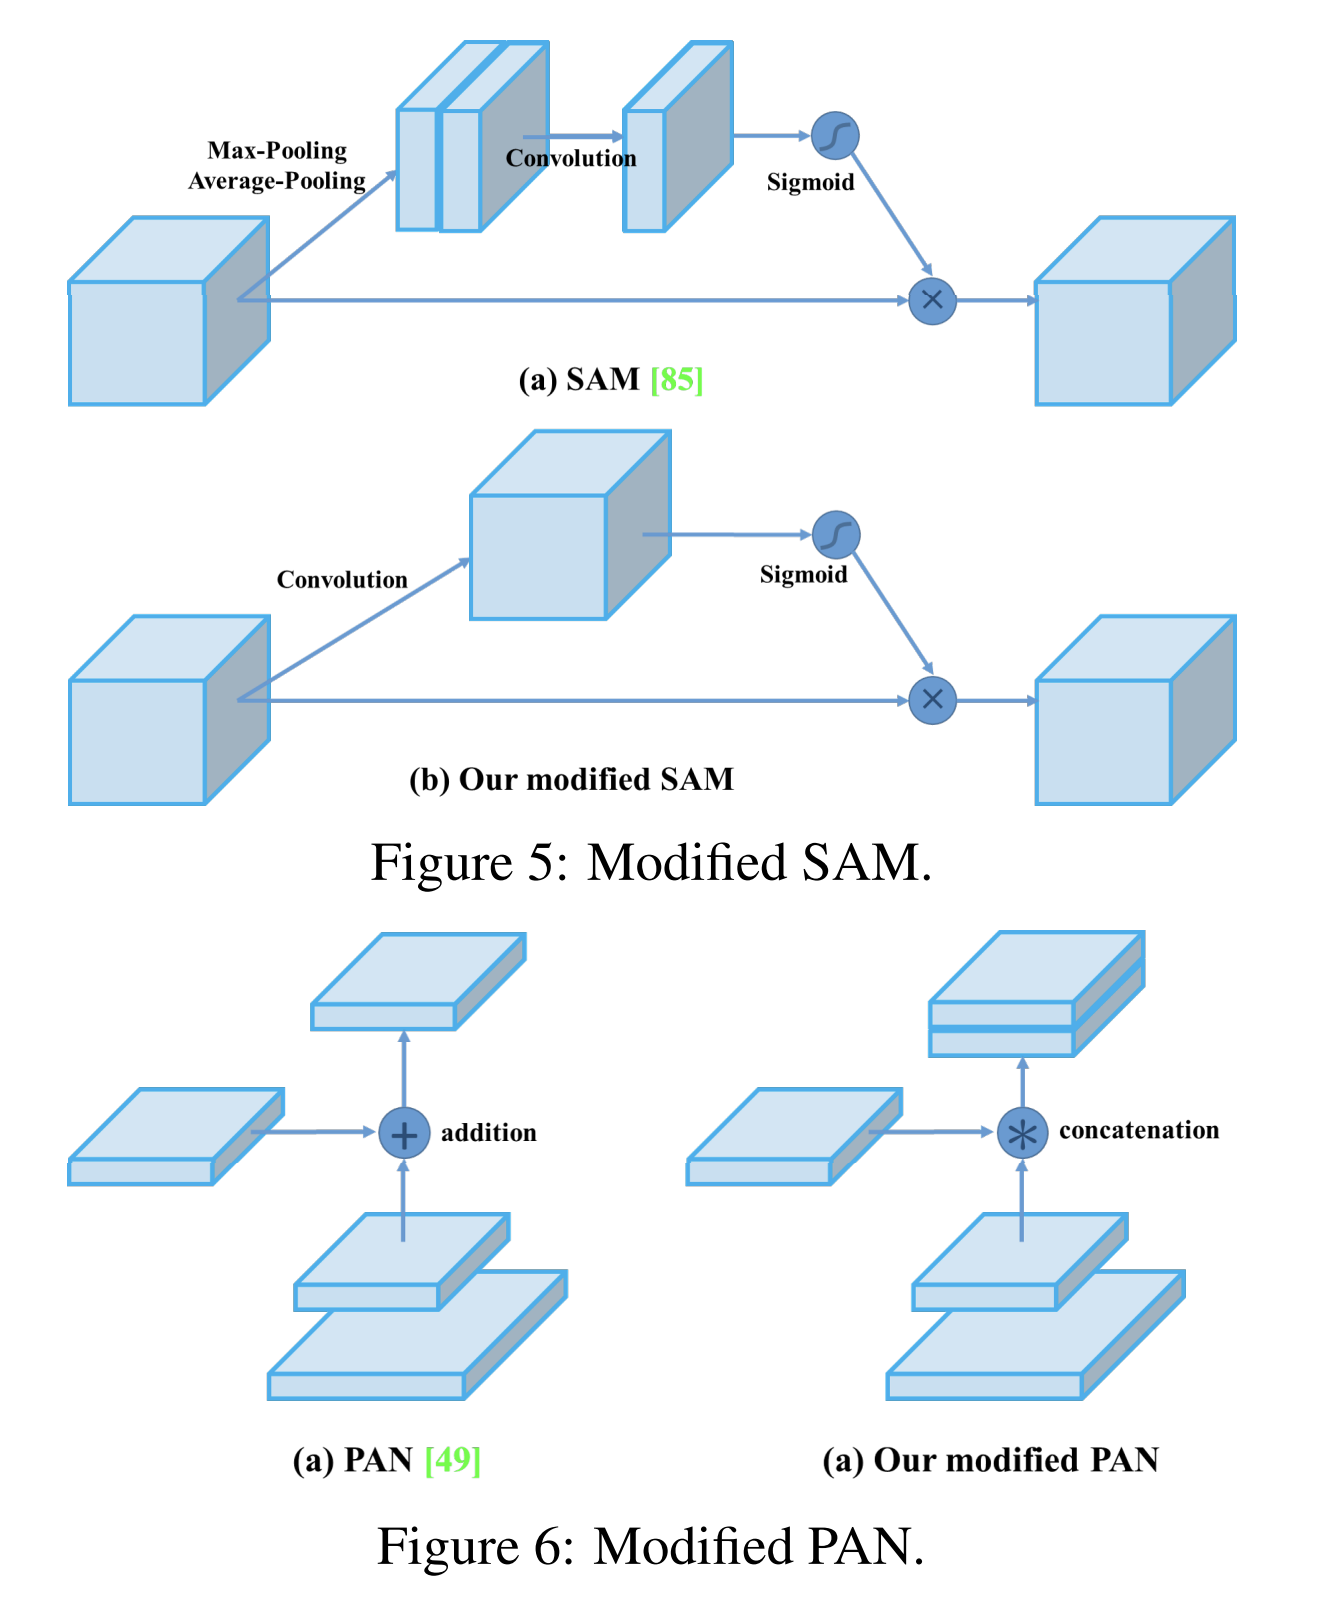 Max-Pooling
Average-Pooling
Convolution
Sigmoid
×
(a) SAM [85]
Convolution
Sigmoid
×
(b) Our modified SAM
Figure 5: Modified SAM.
+ addition
* concatenation
(a) PAN [49]
(a) Our modified PAN
Figure 6: Modified PAN.